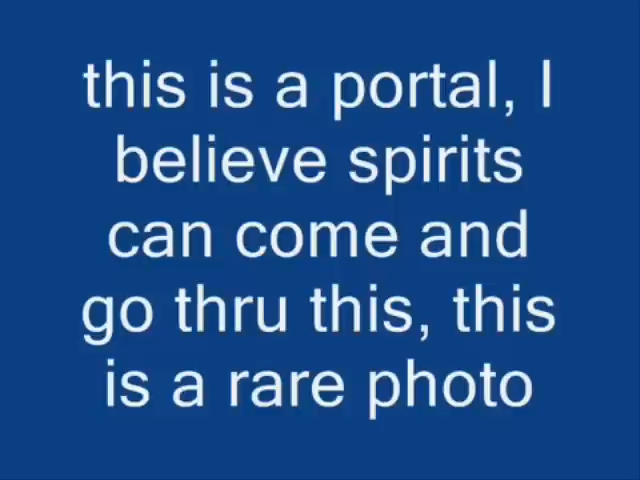 this is a portal, I
believe spirits
can come and
go thru this, this
is a rare photo